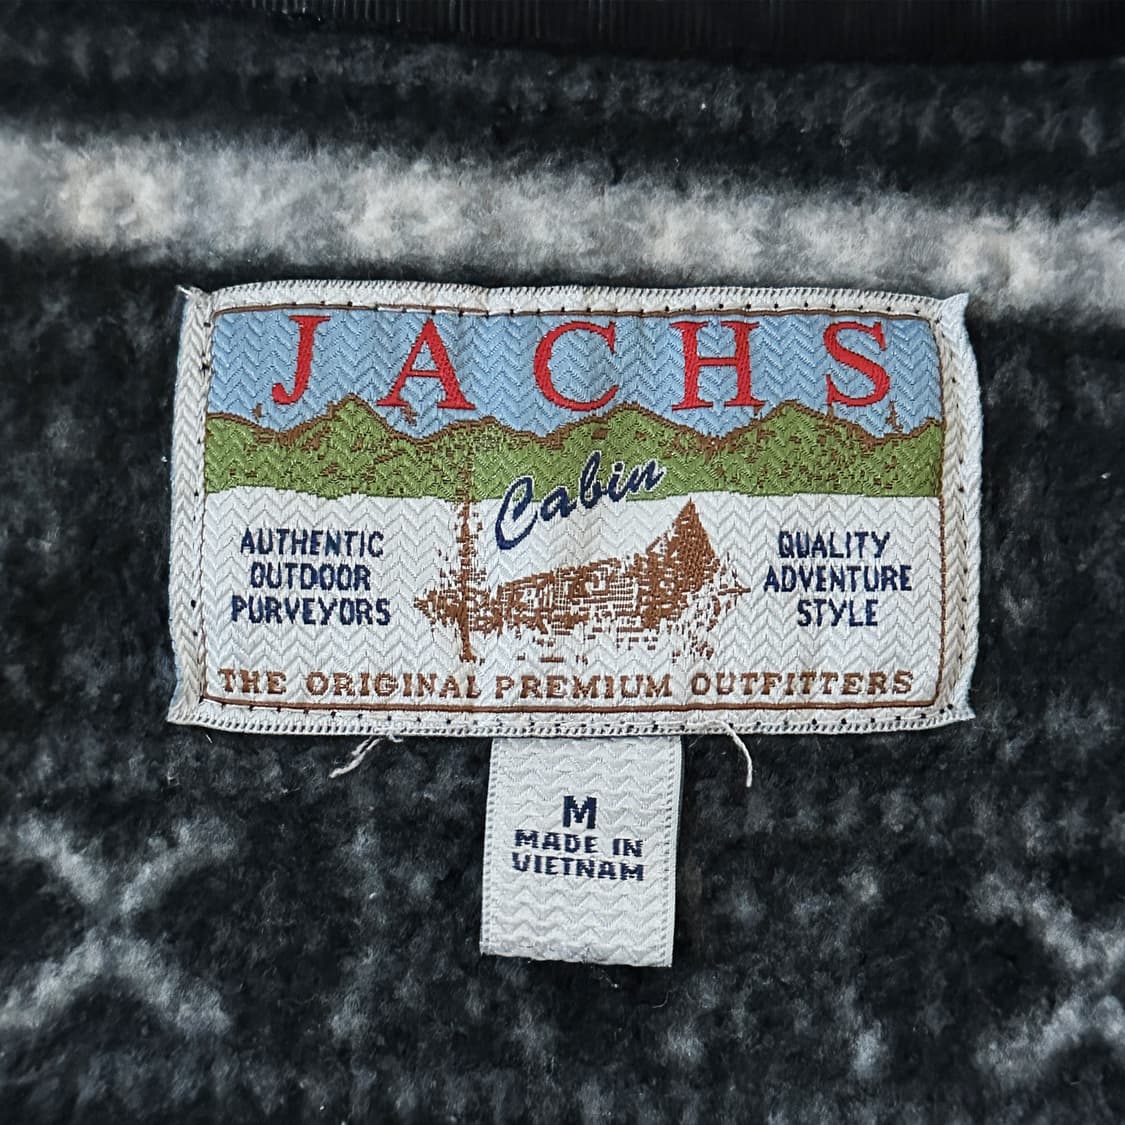 JACHS
Cabin
AUTHENTIC
OUTDOOR
PURVEYORS
QUALITY
ADVENTURE
STYLE
THE ORIGINAL PREMIUM OUTFITTERS
M
MADE IN
VIETNAM